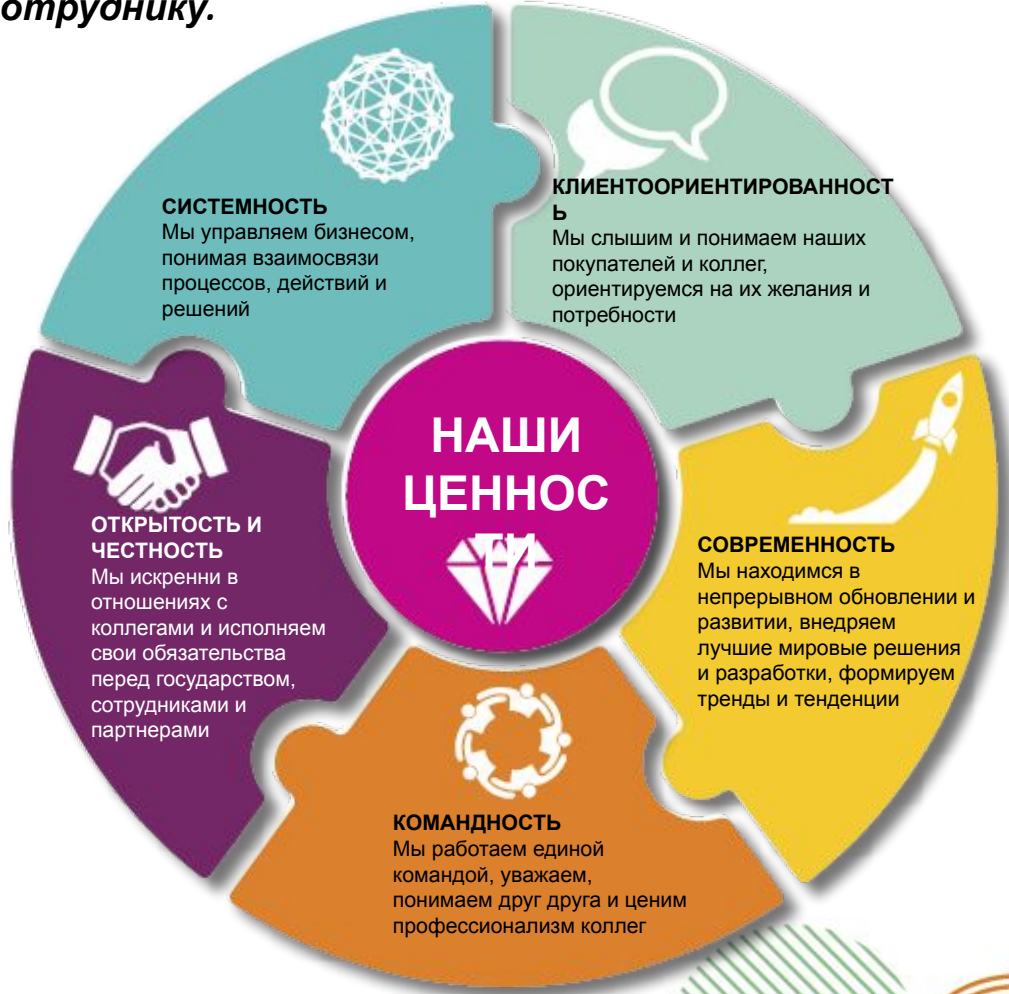 отруднику.
СИСТЕМНОСТЬ
Мы управляем бизнесом,
понимая взаимосвязи
процессов, действий и
решений
КЛИЕНТООРИЕНТИРОВАННОСТ
Ь
Мы слышим и понимаем наших
покупателей и коллег,
ориентируемся на их желания и
потребности
НАШИ
ЦЕННОС
ТИ
ОТКРЫТОСТЬ И
ЧЕСТНОСТЬ
Мы искренни в
отношениях с
коллегами и исполняем
свои обязательства
перед государством,
сотрудниками и
партнерами
СОВРЕМЕННОСТЬ
Мы находимся в
непрерывном обновлении и
развитии, внедряем
лучшие мировые решения
и разработки, формируем
тренды и тенденции
КОМАНДНОСТЬ
Мы работаем единой
командой, уважаем,
понимаем друг друга и ценим
профессионализм коллег